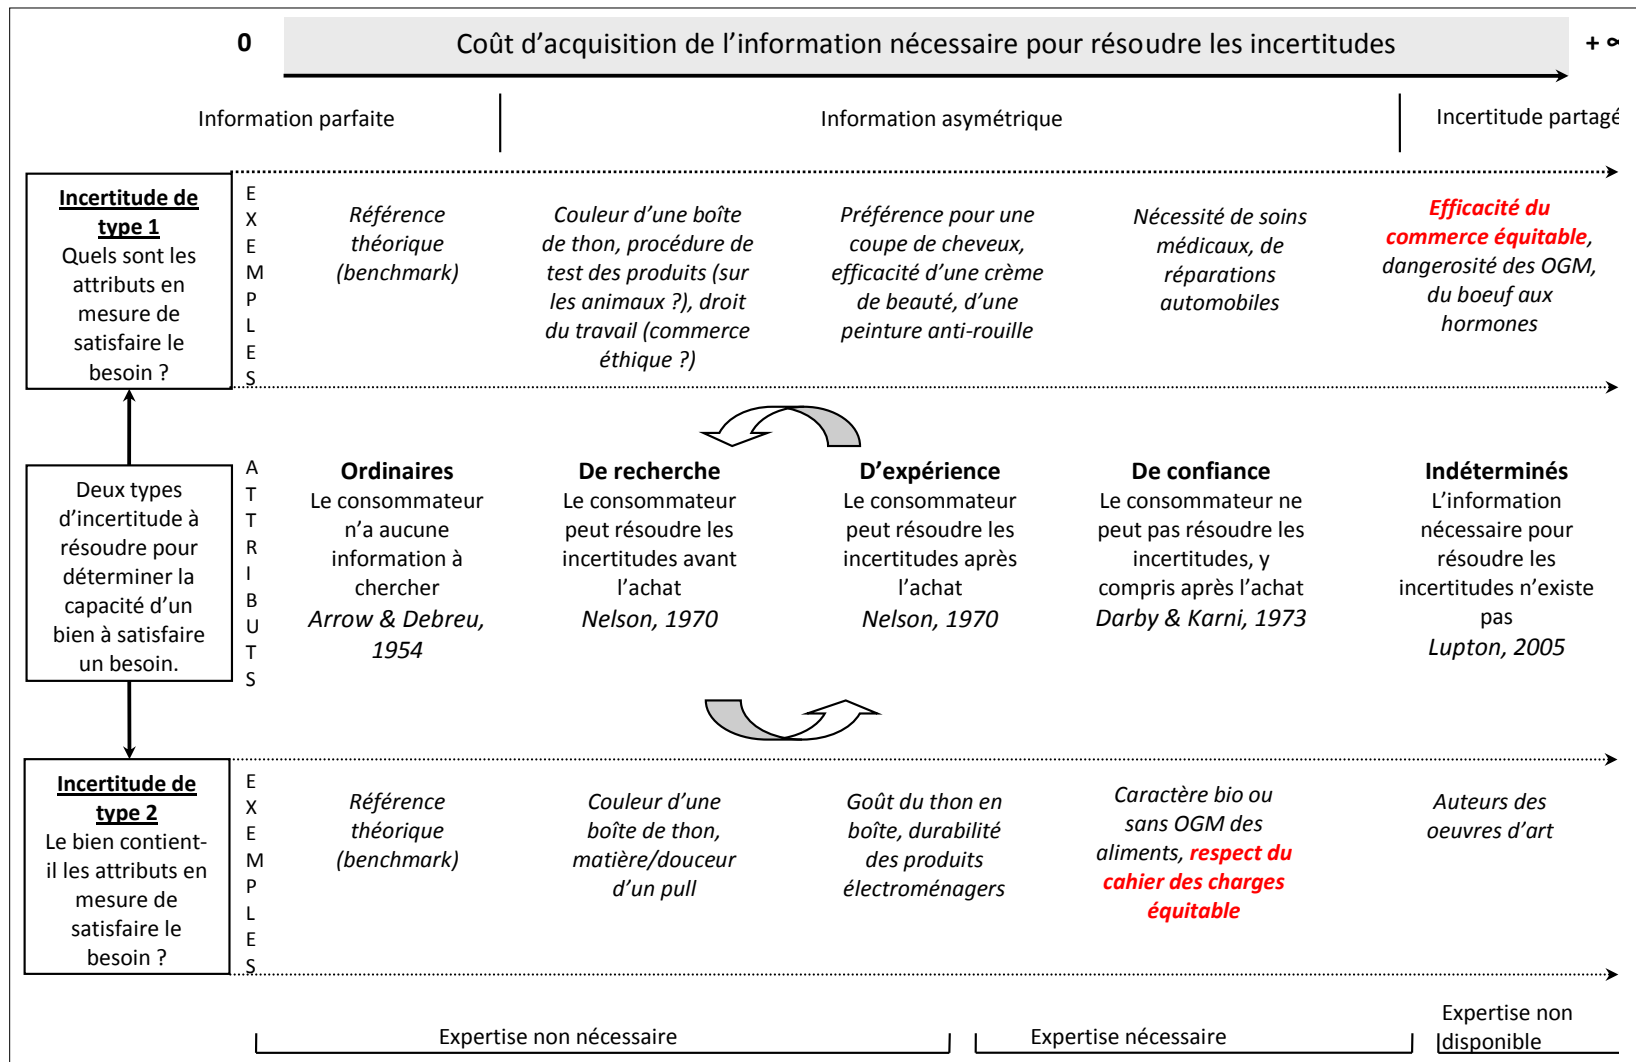 0
Coût d’acquisition de l’information nécessaire pour résoudre les incertitudes
+ ∞
Information parfaite
Information asymétrique
Incertitude partagé
Incertitude de
type 1
Quels sont les
attributs en
mesure de
satisfaire le
besoin ?
E
X
E
M
P
L
E
S
Référence
théorique
(benchmark)
Couleur d’une boîte
de thon, procédure de
test des produits (sur
les animaux ?), droit
du travail (commerce
éthique ?)
Préférence pour une
coupe de cheveux,
efficacité d’une crème
de beauté, d’une
peinture anti-rouille
Nécessité de soins
médicaux, de
réparations
automobiles
Efficacité du
commerce équitable,
dangerosité des OGM,
du boeuf aux
hormones
Deux types
d’incertitude à
résoudre pour
déterminer la
capacité d’un
bien à satisfaire
un besoin.
A
T
T
R
I
B
U
T
S
Ordinaires
Le consommateur
n’a aucune
information à
chercher
Arrow & Debreu,
1954
De recherche
Le consommateur
peut résoudre les
incertitudes avant
l’achat
Nelson, 1970
D’expérience
Le consommateur
peut résoudre les
incertitudes après
l’achat
Nelson, 1970
De confiance
Le consommateur ne
peut pas résoudre les
incertitudes, y
compris après l’achat
Darby & Karni, 1973
Indéterminés
L’information
nécessaire pour
résoudre les
incertitudes n’existe
pas
Lupton, 2005
Incertitude de
type 2
Le bien contient-
il les attributs en
mesure de
satisfaire le
besoin ?
E
X
E
M
P
L
E
S
Référence
théorique
(benchmark)
Couleur d’une
boîte de thon,
matière/douceur
d’un pull
Goût du thon en
boîte, durabilité
des produits
électroménagers
Caractère bio ou
sans OGM des
aliments, respect du
cahier des charges
équitable
Auteurs des
oeuvres d’art
Expertise non nécessaire
Expertise nécessaire
Expertise non
disponible